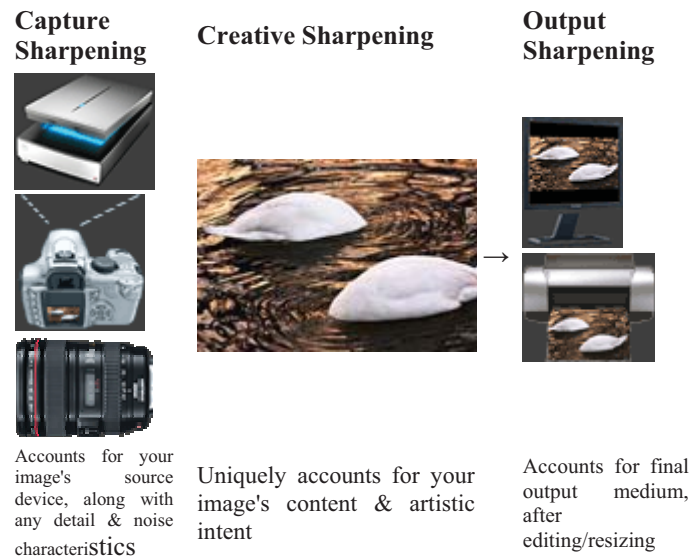 Capture
Sharpening
Creative Sharpening
Output
Sharpening
→
Accounts for your
image's source
device, along with
any detail & noise
characteristics
Uniquely accounts for your
image's content & artistic
intent
Accounts for final
output medium,
after
editing/resizing